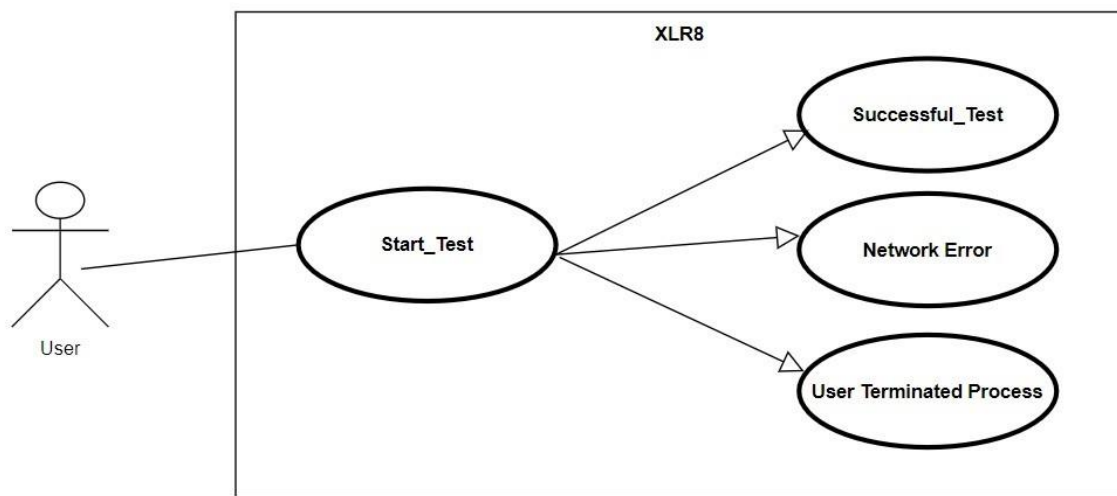 XLR8
Successful_Test
Start_Test
Network Error
User
User Terminated Process